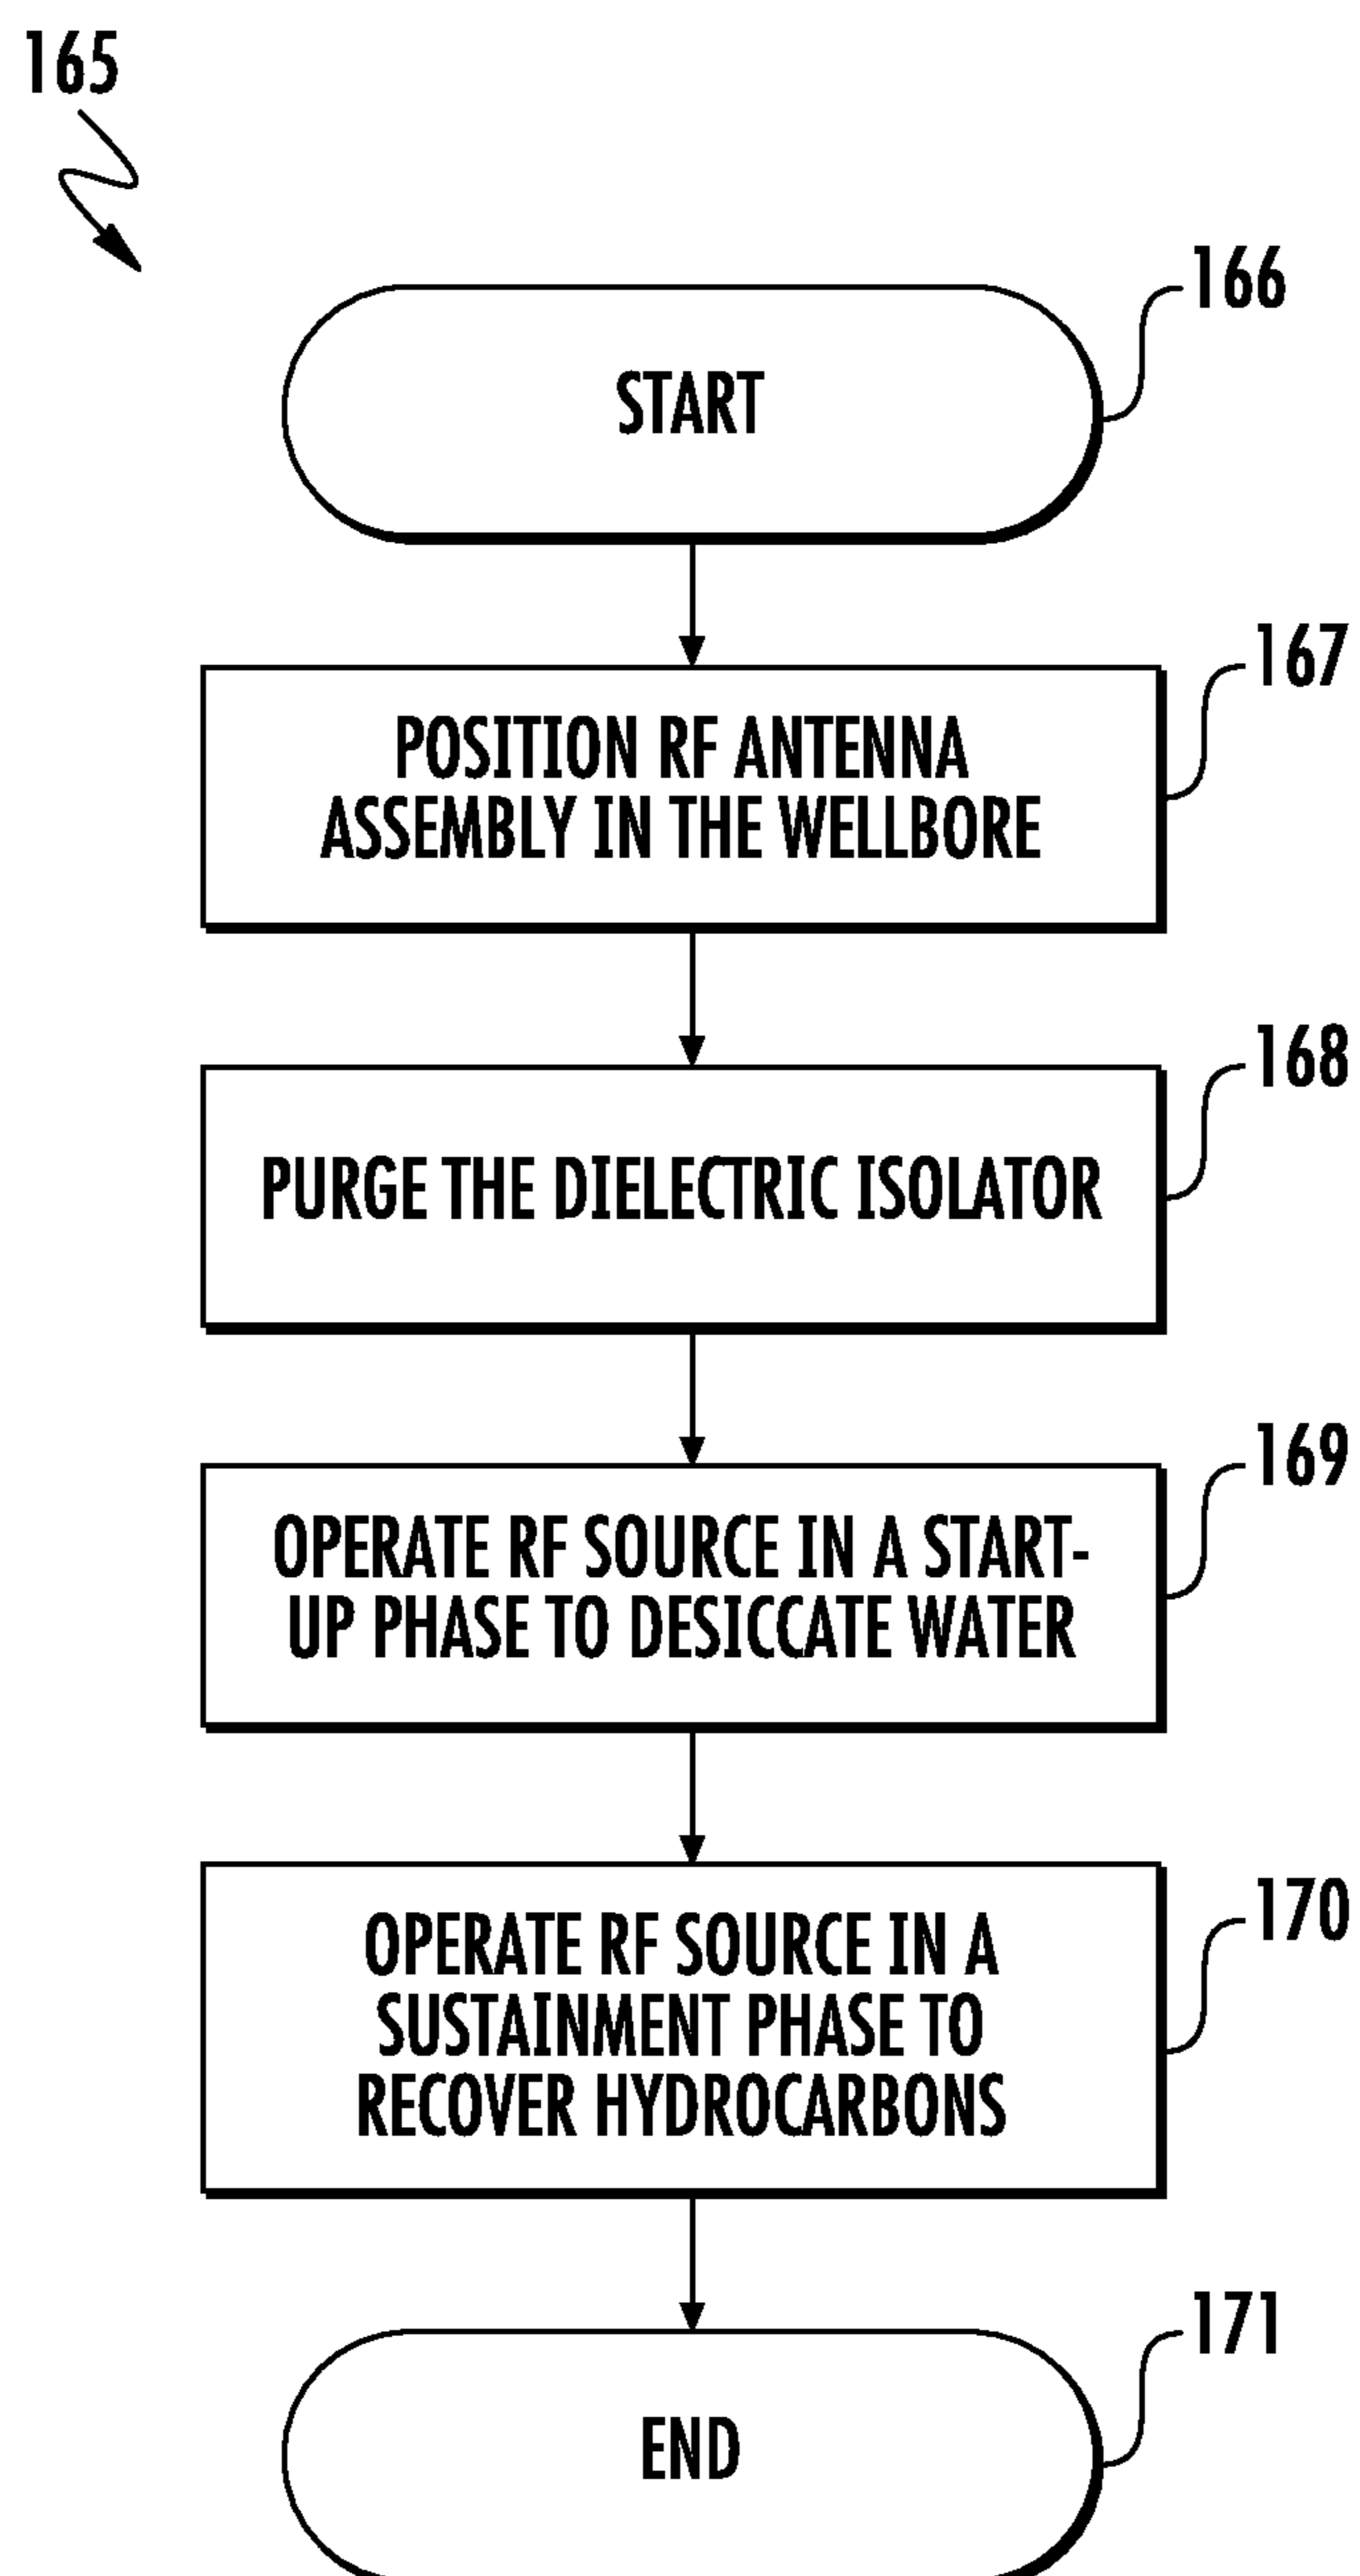 165
166
START
167
POSITION RF ANTENNA
ASSEMBLY IN THE WELLBORE
168
PURGE THE DIELECTRIC ISOLATOR
169
OPERATE RF SOURCE IN A START-
UP PHASE TO DESICCATE WATER
170
OPERATE RF SOURCE IN A
SUSTAINMENT PHASE TO
RECOVER HYDROCARBONS
171
END